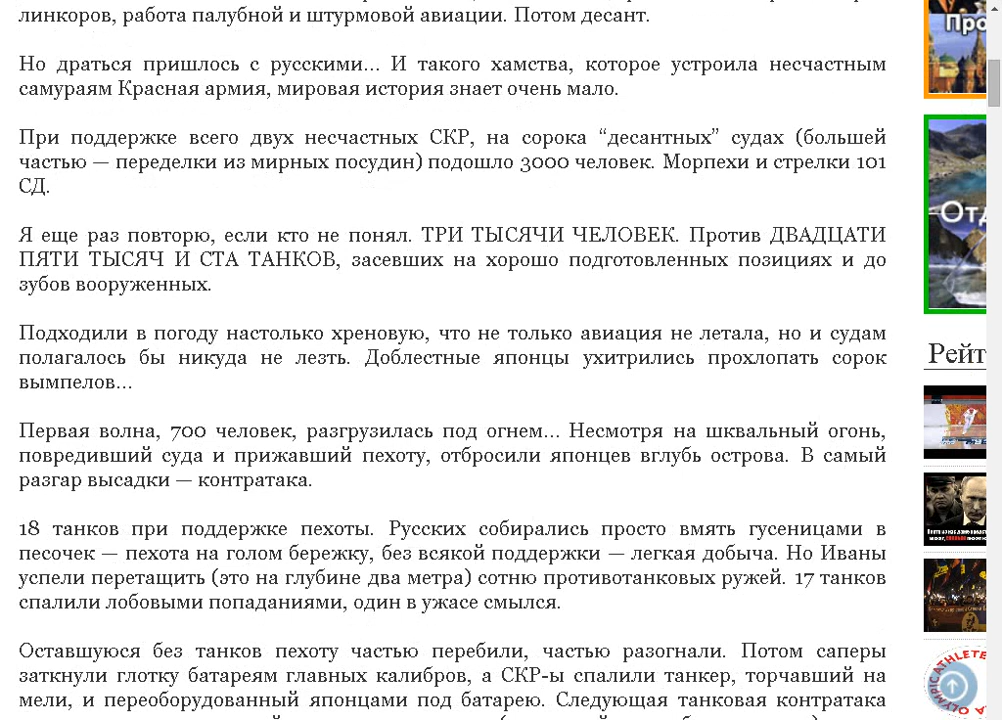 линкоров, работа палубной и штурмовой авиации. Потом десант.
Но драться пришлось с русскими... И такого хамства, которое устроила несчастным
самураям Красная армия, мировая история знает очень мало.
При поддержке всего двух несчастных СКР, на сорока “десантных” судах (большей
частью — переделки из мирных посудин) подошло 3000 человек. Морпехи и стрелки 101
СД.
Я еще раз повторю, если кто не понял. ТРИ ТЫСЯЧИ ЧЕЛОВЕК. Против ДВАДЦАТИ
ПЯТИ ТЫСЯЧ И СТА ТАНКОВ, засевших на хорошо подготовленных позициях и до
зубов вооруженных.
Подходили в погоду настолько хреновую, что не только авиация не летала, но и судам
полагалось бы никуда не лезть. Доблестные японцы ухитрились прохлопать сорок
вымпелов...
Первая волна, 700 человек, разгрузилась под огнем... Несмотря на шквальный огонь,
повредивший суда и прижавший пехоту, отбросили японцев вглубь острова. В самый
разгар высадки — контратака.
18 танков при поддержке пехоты. Русских собирались просто вмять гусеницами в
песочек — пехота на голом бережку, без всякой поддержки — легкая добыча. Но Иваны
успели перетащить (это на глубине два метра) сотню противотанковых ружей. 17 танков
спалили лобовыми попаданиями, один в ужасе смылся.
Оставшуюся без танков пехоту частью перебили, частью разогнали. Потом саперы
заткнули глотку батареям главных калибров, а СКР-ы спалили танкер, торчавший на
мели, и переоборудованный японцами под батарею. Следующая танковая контратака
Про
Отд
Рейт
ATHLETE
OLYMPIC